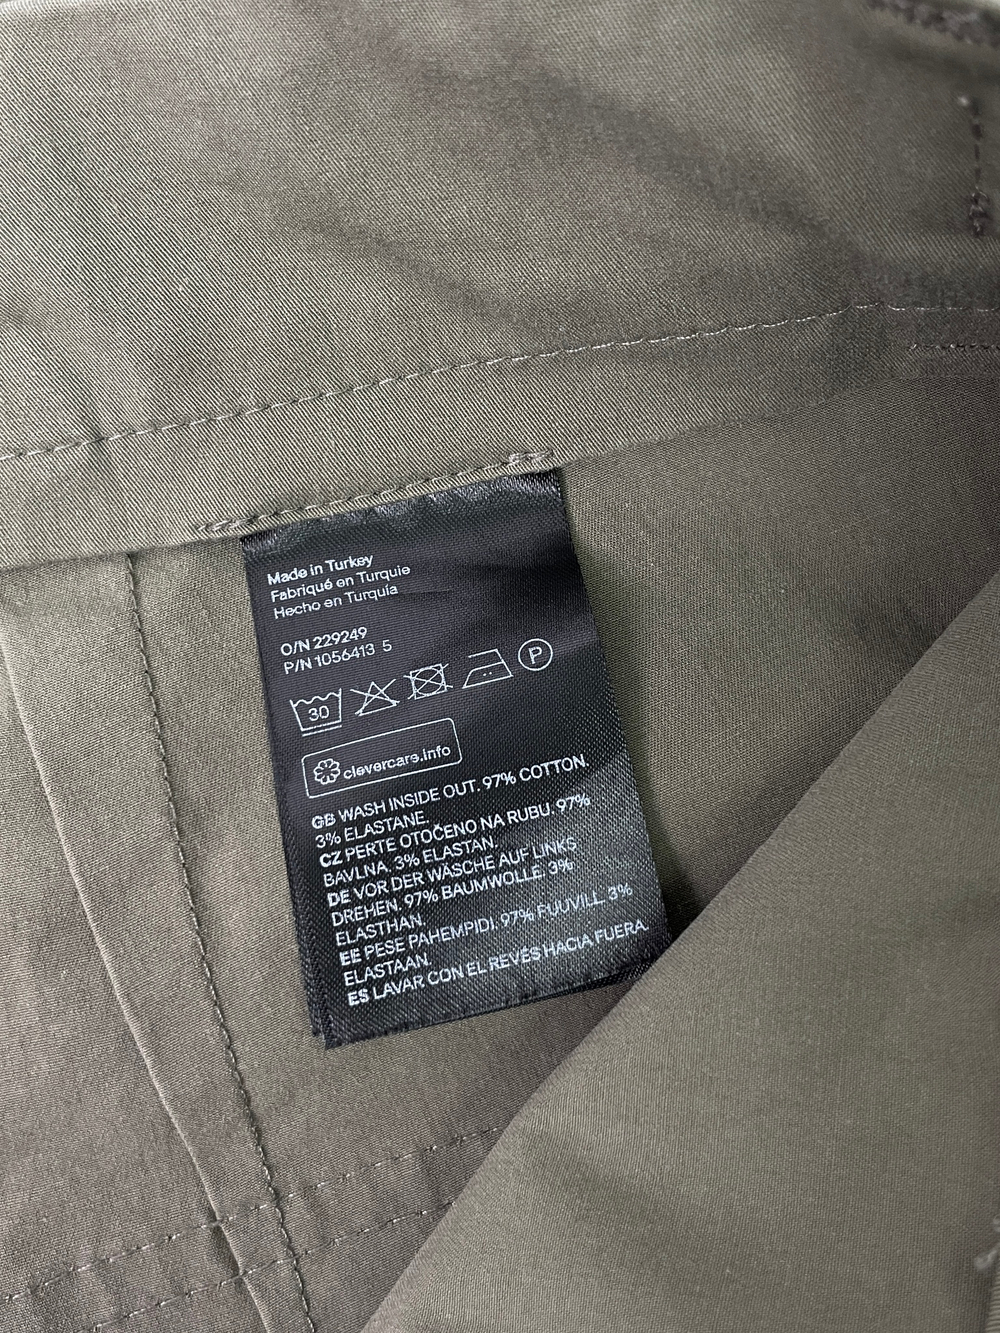 Made in Turkey
Fabriqué en Turquie
Hecho en Turquía
O/N 229249
P/N 1056413 5
30
P
clevercare.info
GB WASH INSIDE OUT. 97% COTTON.
3% ELASTANE.
CZ PERTE OTOČENO NA RUBU. 97%
BAVLNA. 3% ELASTAN.
DE VOR DER WÄSCHE AUF LINKS
DREHEN. 97% BAUMWOLLE. 3%
ELASTHAN.
EE PESE PAHEMPIDI. 97% PUUVILL. 3%
ELASTAAN.
ES LAVAR CON EL REVÉS HACIA FUERA.